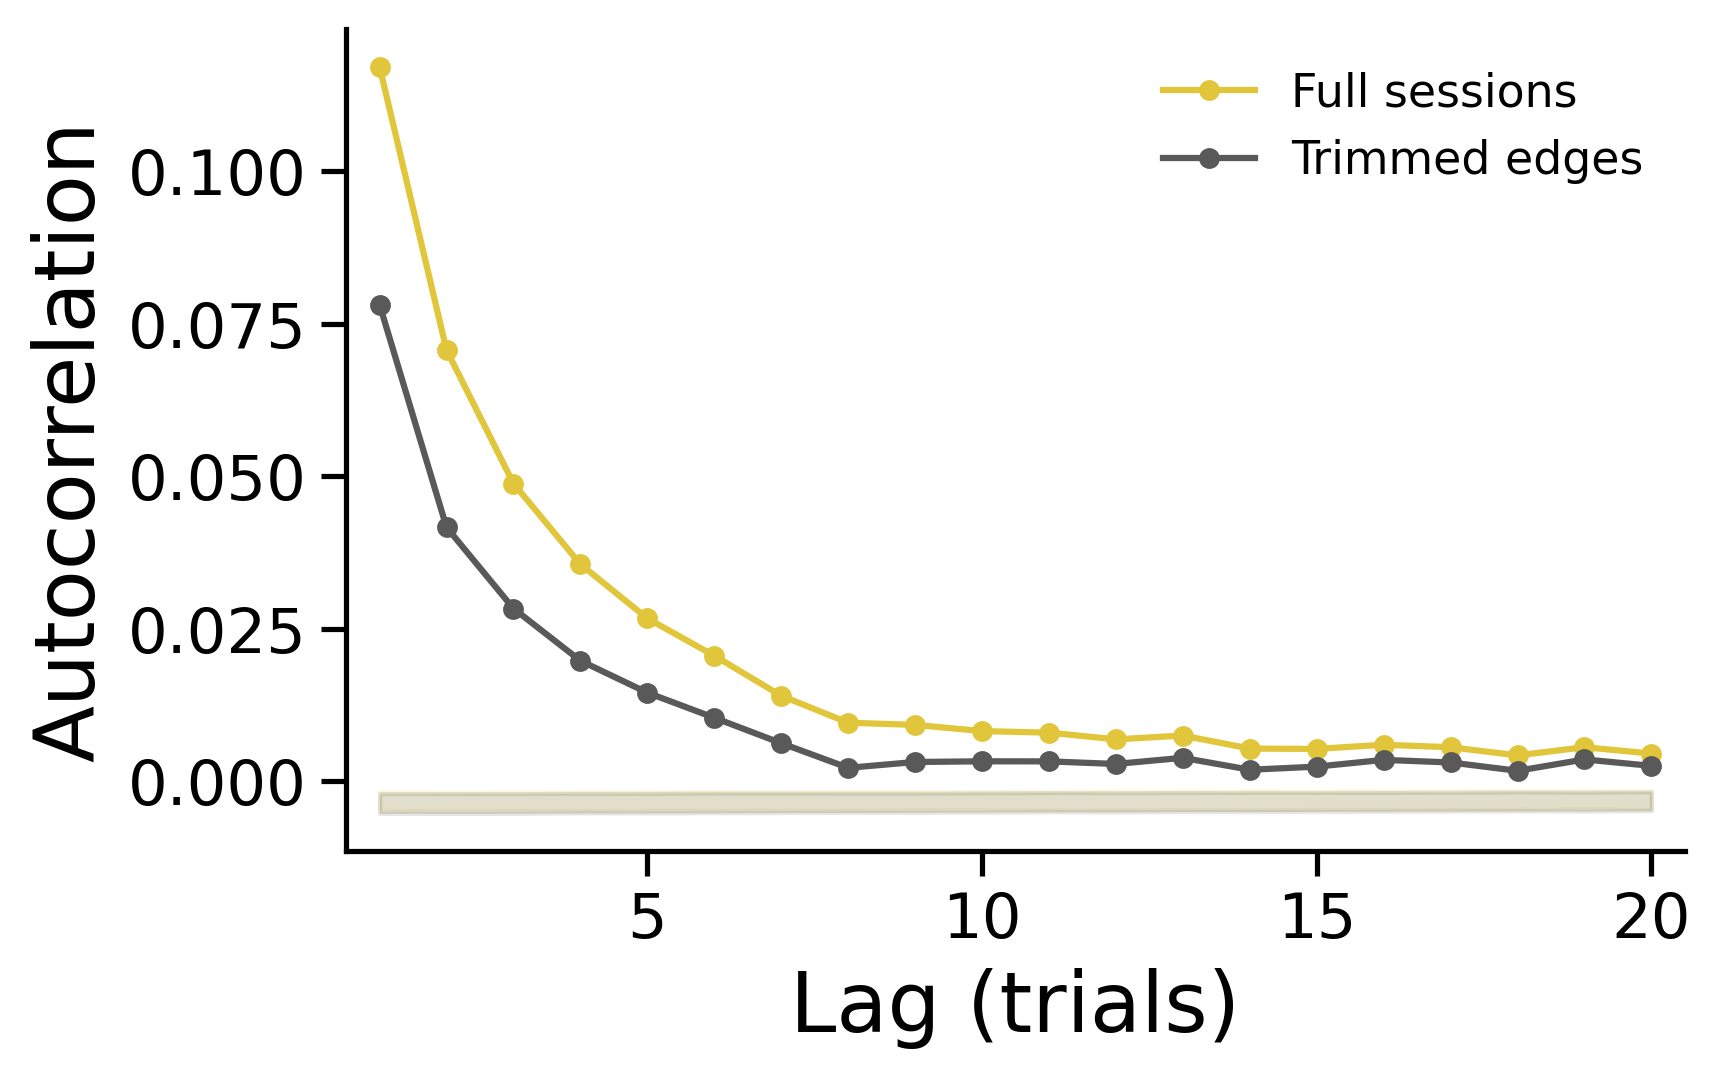 Full sessions
Trimmed edges
Autocorrelation
0.100
0.075
0.050
0.025
0.000
5 10 15 20
Lag (trials)